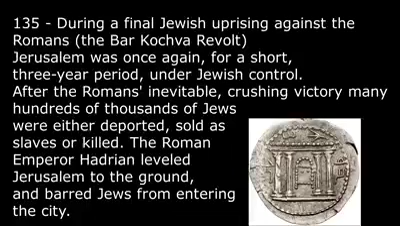 135 - During a final Jewish uprising against the
Romans (the Bar Kochva Revolt)
Jerusalem was once again, for a short,
three-year period, under Jewish control.
After the Romans' inevitable, crushing victory many
hundreds of thousands of Jews
were either deported, sold as
slaves or killed. The Roman
Emperor Hadrian leveled
Jerusalem to the ground,
and barred Jews from entering
the city.